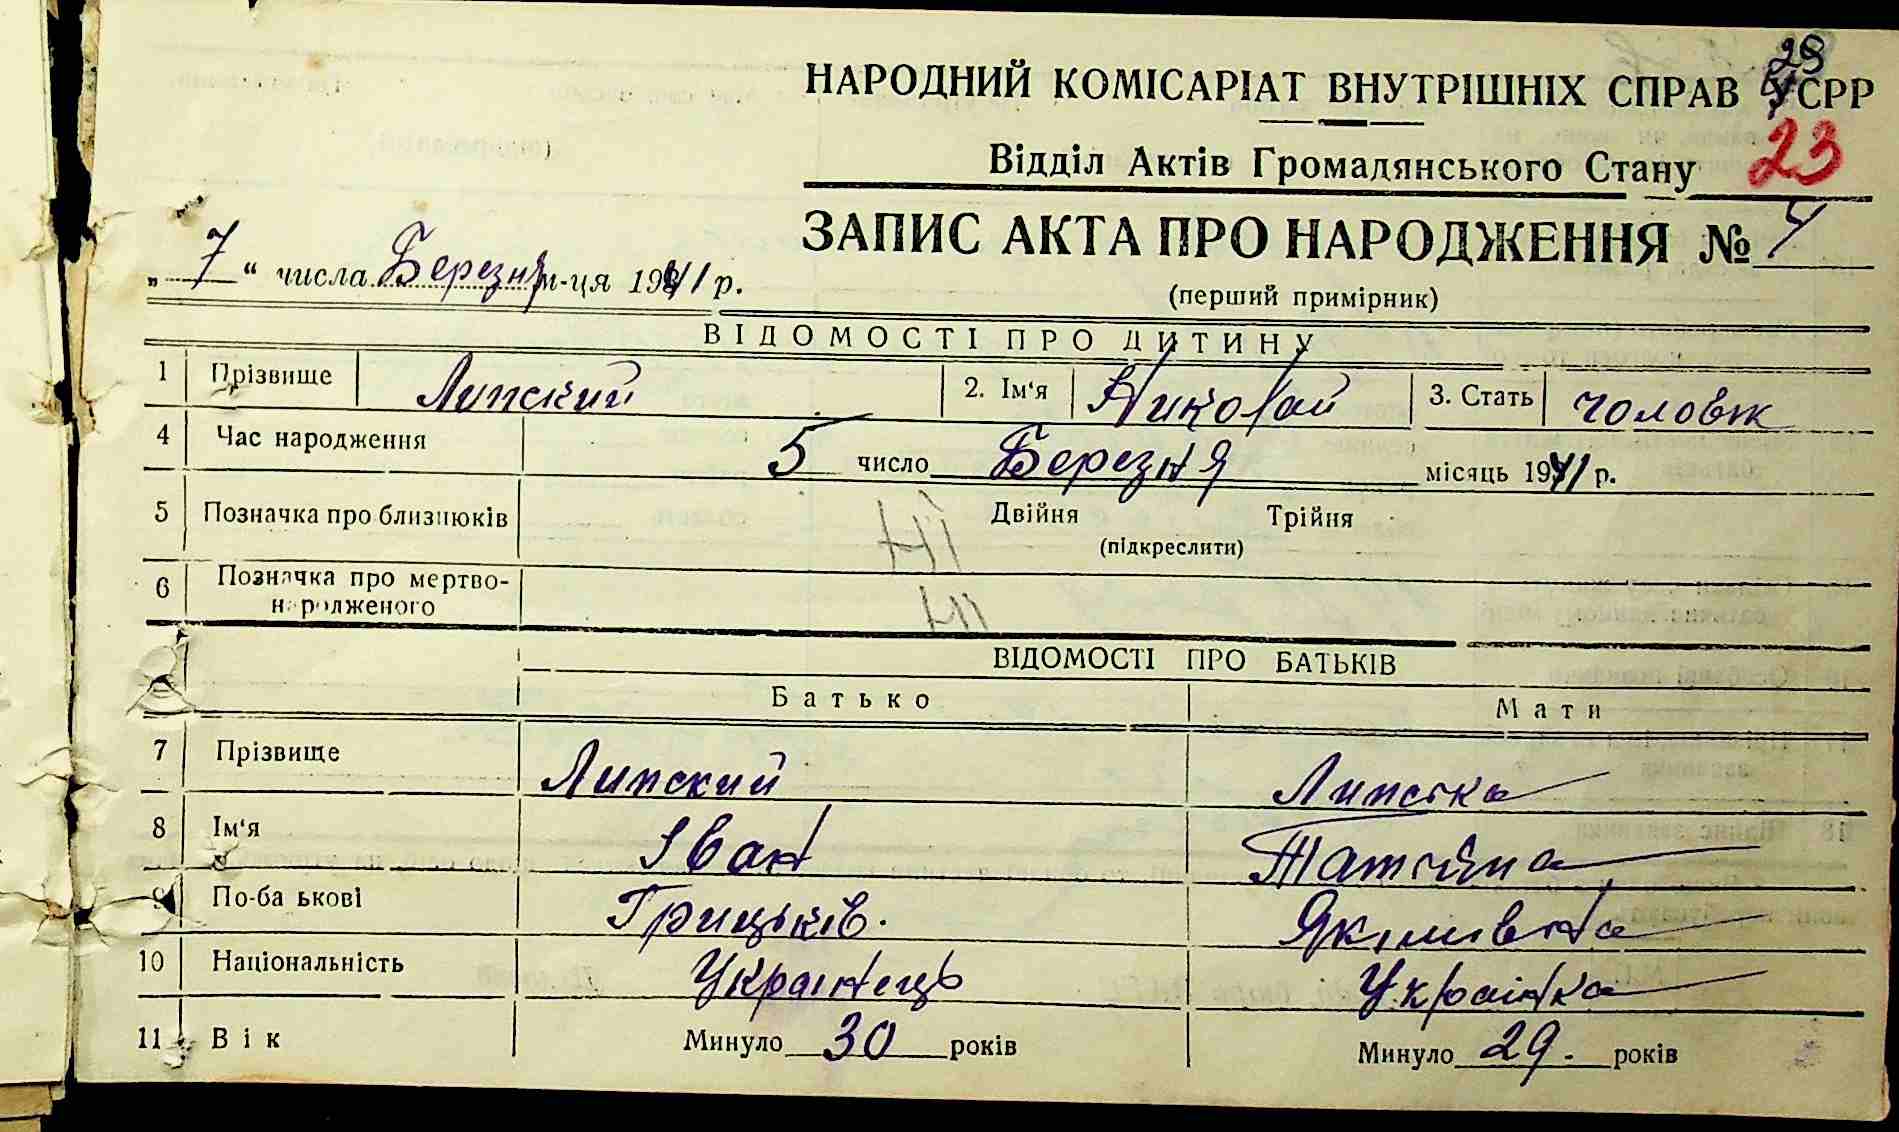 28
НАРОДНИЙ КОМІСАРІАТ ВНУТРІШНІХ СПРАВ УСРР
Відділ Актів Громадянського Стану 23
ЗАПИС АКТА ПРО НАРОДЖЕННЯ № 4
„ 7 “ числа Березня м-ця 1941 р.
(перший примірник)
ВІДОМОСТІ ПРО ДИТИНУ
1 Прізвище Липский 2. Ім‘я Николай 3. Стать чоловік
4 Час народження 5 число Березня місяць 1941 р.
5 Позначка про близнюків Двійня Трійня
(підкреслити)
6 Позначка про мертво-
народженого
ВІДОМОСТІ ПРО БАТЬКІВ
Батько Мати
7 Прізвище Липский Липська
8 Ім‘я Іван Татіяна
9 По-ба ькові Грицьків. Якимівна
10 Національність Українець Українка
11 Вік Минуло 30 років Минуло 29. років